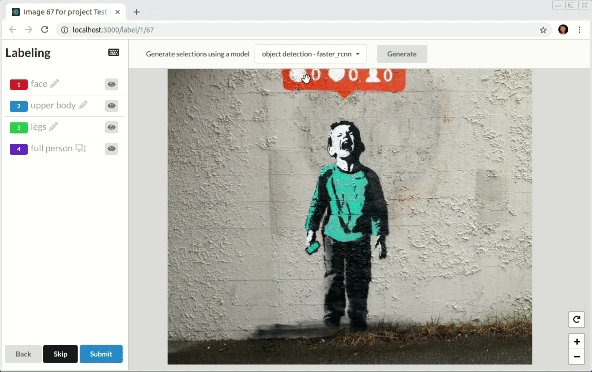 Image 67 for project Test
localhost:3000/label/1/67
Labeling
Generate selections using a model
object detection - faster_rcnn
Generate
1 face
2 upper body
3 legs
4 full person
0 0 0
Back
Skip
Submit
+
−